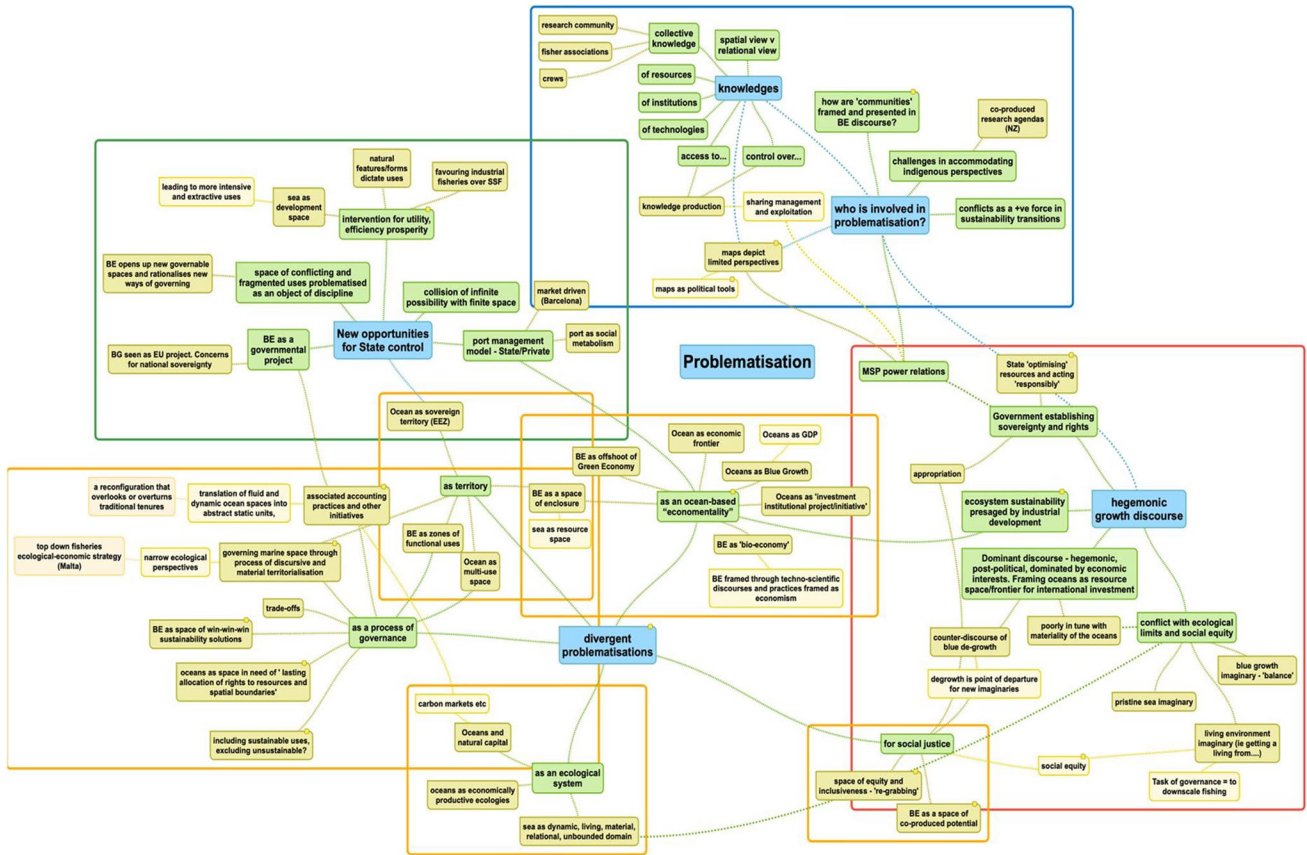 research community
fisher associations
crews
collective
knowledge
spatial view v
relational view
of resources
of institutions
of technologies
knowledges
access to...
control over...
knowledge production
sharing management
and exploitation
how are 'communities'
framed and presented in
BE discourse?
co-produced
research agendas
(NZ)
challenges in accommodating
indigenous perspectives
who is involved in
problematisation?
conflicts as a +ve force in
sustainability transitions
maps depict
limited perspectives
maps as political tools
natural
features/forms
dictate uses
favouring industrial
fisheries over SSF
leading to more intensive
and extractive uses
sea as
development
space
intervention for utility,
efficiency prosperity
BE opens up new governable
spaces and rationalises new
ways of governing
space of conflicting and
fragmented uses problematised
as an object of discipline
collision of infinite
possibility with finite space
market driven
(Barcelona)
BE as a
governmental
project
New opportunities
for State control
port management
model - State/Private
port as social
metabolism
BG seen as EU project. Concerns
for national sovereignty
Problematisation
MSP power relations
State 'optimising'
resources and acting
'responsibly'
Government establishing
sovereignty and rights
appropriation
ecosystem sustainability
presaged by industrial
development
hegemonic
growth discourse
Dominant discourse - hegemonic,
post-political, dominated by economic
interests. Framing oceans as resource
space/frontier for international investment
counter-discourse of
blue de-growth
poorly in tune with
materiality of the oceans
conflict with ecological
limits and social equity
degrowth is point of departure
for new imaginaries
blue growth
imaginary - 'balance'
pristine sea imaginary
living environment
imaginary (ie getting a
living from....)
social equity
Task of governance = to
downscale fishing
Ocean as sovereign
territory (EEZ)
BE as offshoot of
Green Economy
Ocean as economic
frontier
Oceans as GDP
Oceans as Blue Growth
as territory
BE as a space
of enclosure
as an ocean-based
“econometality”
Oceans as 'investment
institutional project/initiative'
sea as resource
space
BE as 'bio-economy'
BE framed through techno-scientific
discourses and practices framed as
economism
a reconfiguration that
overlooks or overturns
traditional tenures
translation of fluid and
dynamic ocean spaces into
abstract static units,
associated accounting
practices and other
initiatives
BE as zones of
functional uses
Ocean as
multi-use
space
top down fisheries
ecological-economic strategy
(Malta)
narrow ecological
perspectives
governing marine space through
process of discursive and
material territorialisation
trade-offs
BE as space of win-win-win
sustainability solutions
as a process of
governance
divergent
problematisations
oceans as space in need of ' lasting
allocation of rights to resources and
spatial boundaries'
including sustainable uses,
excluding unsustainable?
carbon markets etc
Oceans and
natural capital
as an ecological
system
oceans as economically
productive ecologies
sea as dynamic, living, material,
relational, unbounded domain
for social justice
space of equity and
inclusiveness - 're-grabbing'
BE as a space of
co-produced potential